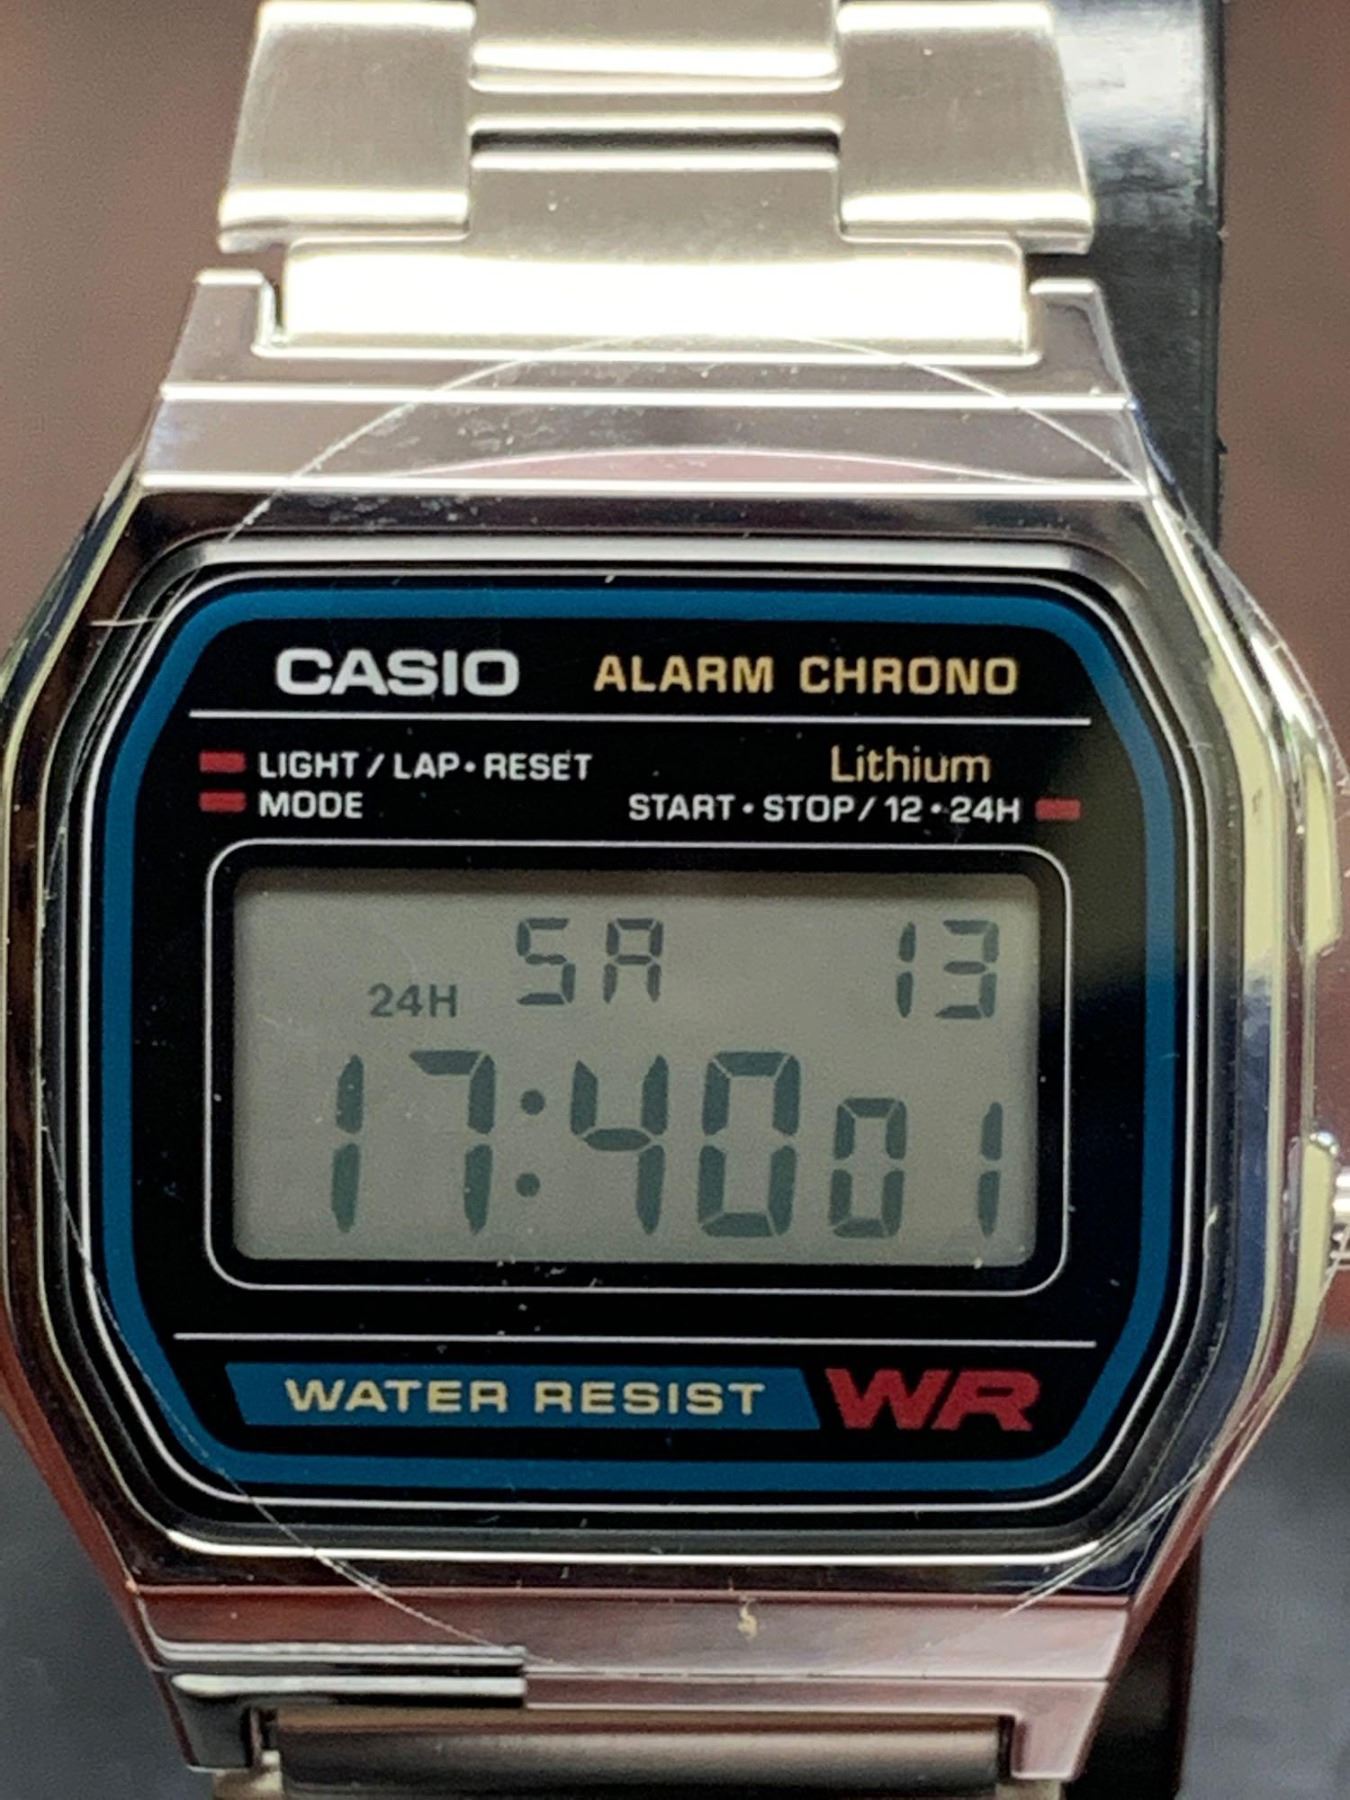 CASIO ALARM CHRONO
LIGHT / LAP • RESET Lithium
MODE START • STOP / 12 • 24H
SA 13
24H
17:40 01
WATER RESIST WR